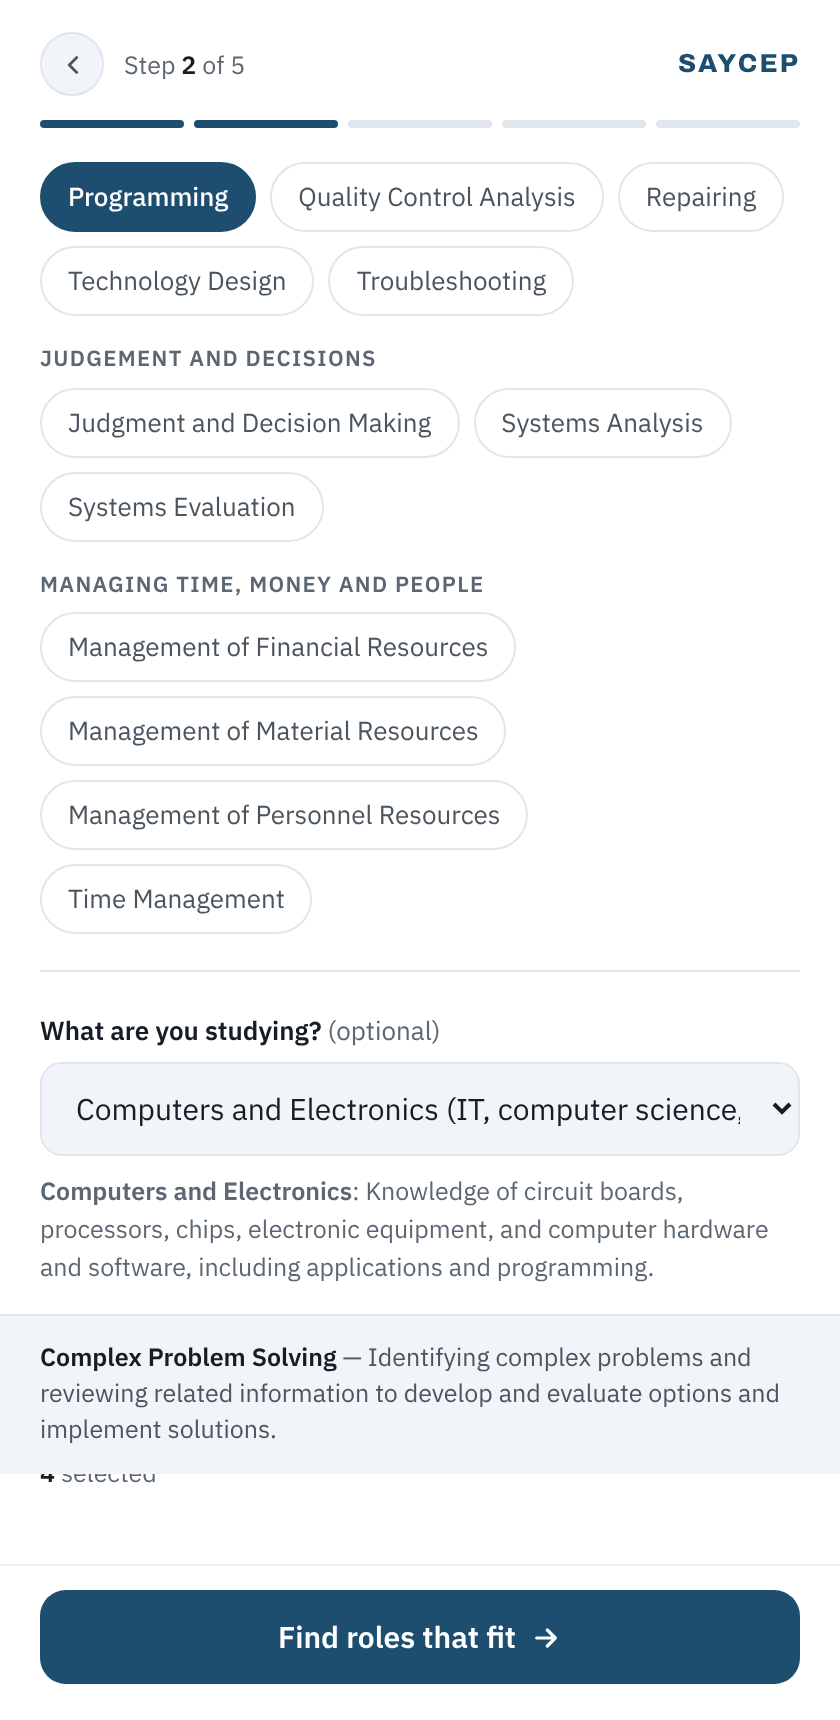 Step 2 of 5
SAYCEP
Programming
Quality Control Analysis
Repairing
Technology Design
Troubleshooting
JUDGEMENT AND DECISIONS
Judgment and Decision Making
Systems Analysis
Systems Evaluation
MANAGING TIME, MONEY AND PEOPLE
Management of Financial Resources
Management of Material Resources
Management of Personnel Resources
Time Management
What are you studying? (optional)
Computers and Electronics (IT, computer science,
Computers and Electronics: Knowledge of circuit boards,
processors, chips, electronic equipment, and computer hardware
and software, including applications and programming.
Complex Problem Solving — Identifying complex problems and
reviewing related information to develop and evaluate options and
implement solutions.
4 selected
Find roles that fit →